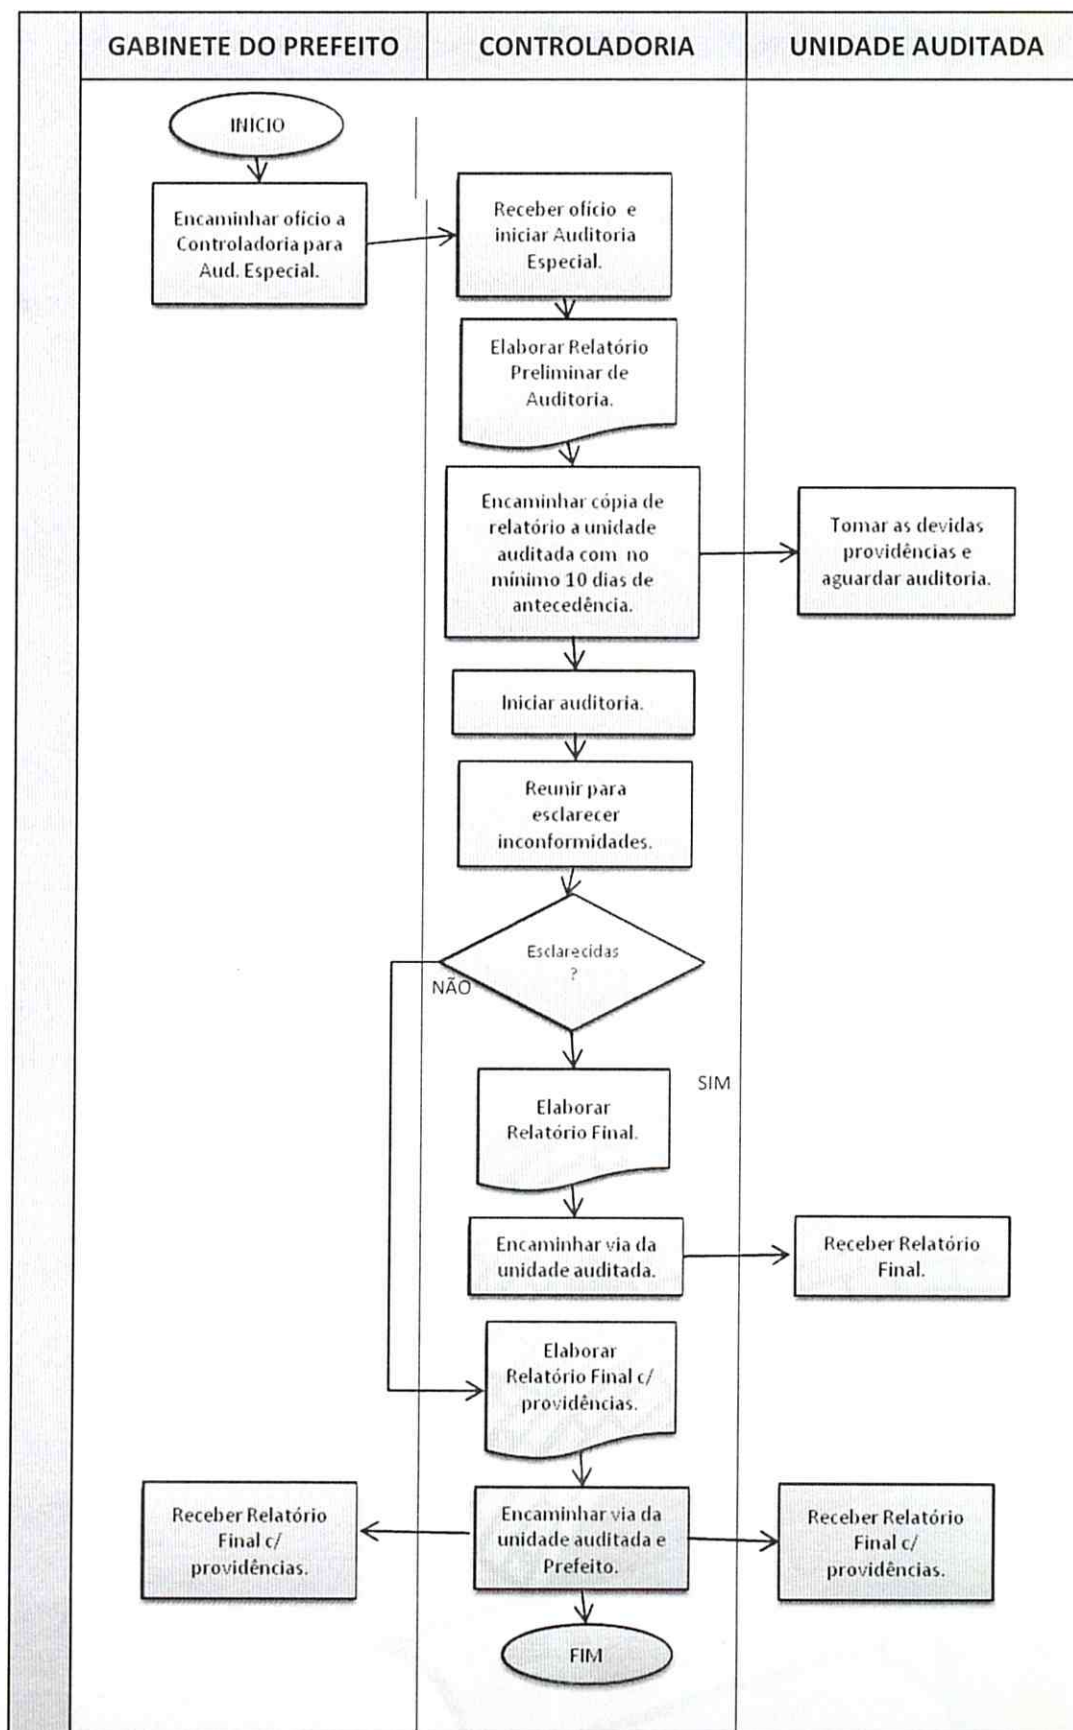 GABINETE DO PREFEITO
CONTROLADORIA
UNIDADE AUDITADA
INICIO
Encaminhar ofício a
Controladoria para
Aud. Especial.
Receber ofício e
iniciar Auditoria
Especial.
Elaborar Relatório
Preliminar de
Auditoria.
Encaminhar cópia de
relatório a unidade
auditada com no
mínimo 10 dias de
antecedência.
Tomar as devidas
providências e
aguardar auditoria.
Iniciar auditoria.
Reunir para
esclarecer
inconformidades.
Esclarecidas
?
NÃO
SIM
Elaborar
Relatório Final.
Encaminhar via da
unidade auditada.
Receber Relatório
Final.
Elaborar
Relatório Final c/
providências.
Receber Relatório
Final c/
providências.
Encaminhar via da
unidade auditada e
Prefeito.
Receber Relatório
Final c/
providências.
FIM